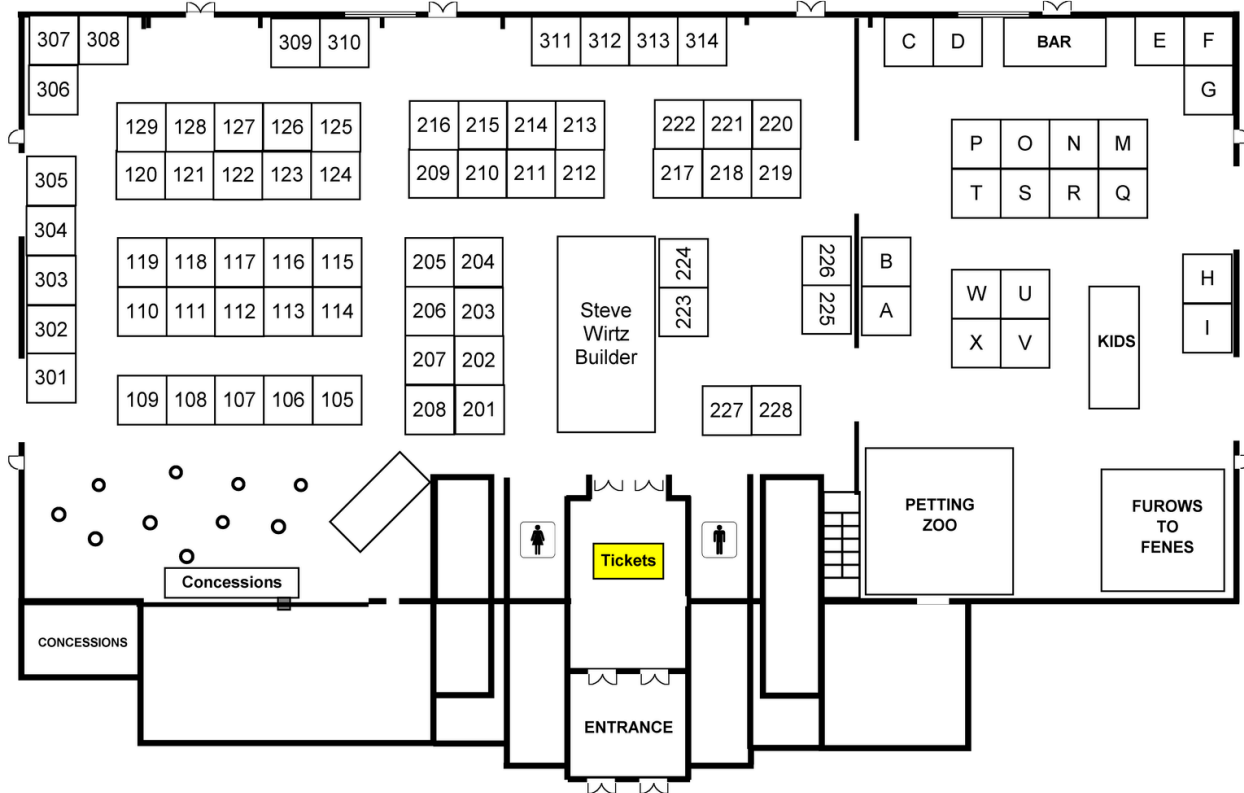 307 308 309 310 311 312 313 314 C D BAR E F
306 G
129 128 127 126 125 216 215 214 213 222 221 220 P O N M
120 121 122 123 124 209 210 211 212 217 218 219 T S R Q
305
304
303
302
301
119 118 117 116 115 205 204 224 226 B H
110 111 112 113 114 206 203 223 225 A I
Steve
Wirtz
Builder
W U
X V
KIDS
207 202
109 108 107 106 105 208 201 227 228
PETTING
ZOO
FUROWS
TO
FENES
Tickets
Concessions
CONCESSIONS
ENTRANCE